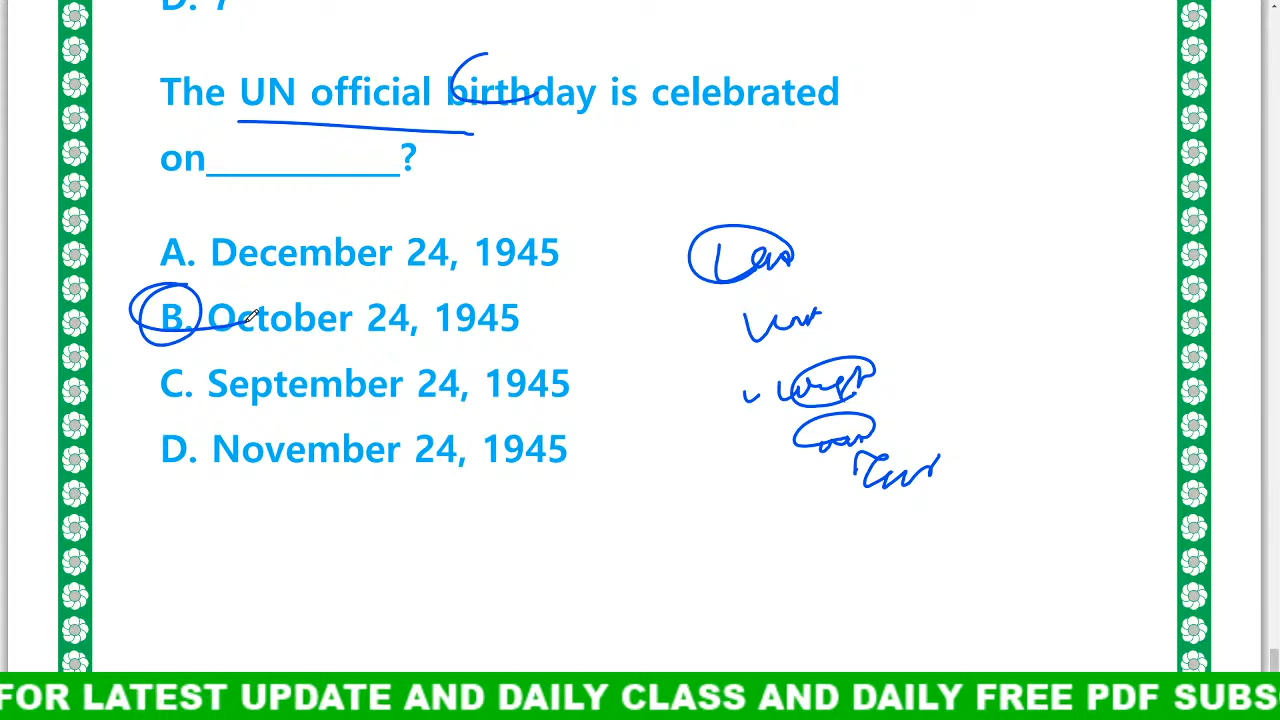 D. 7
The UN official birthday is celebrated
on__________?
A. December 24, 1945
B. October 24, 1945
C. September 24, 1945
D. November 24, 1945
FOR LATEST UPDATE AND DAILY CLASS AND DAILY FREE PDF SUBS